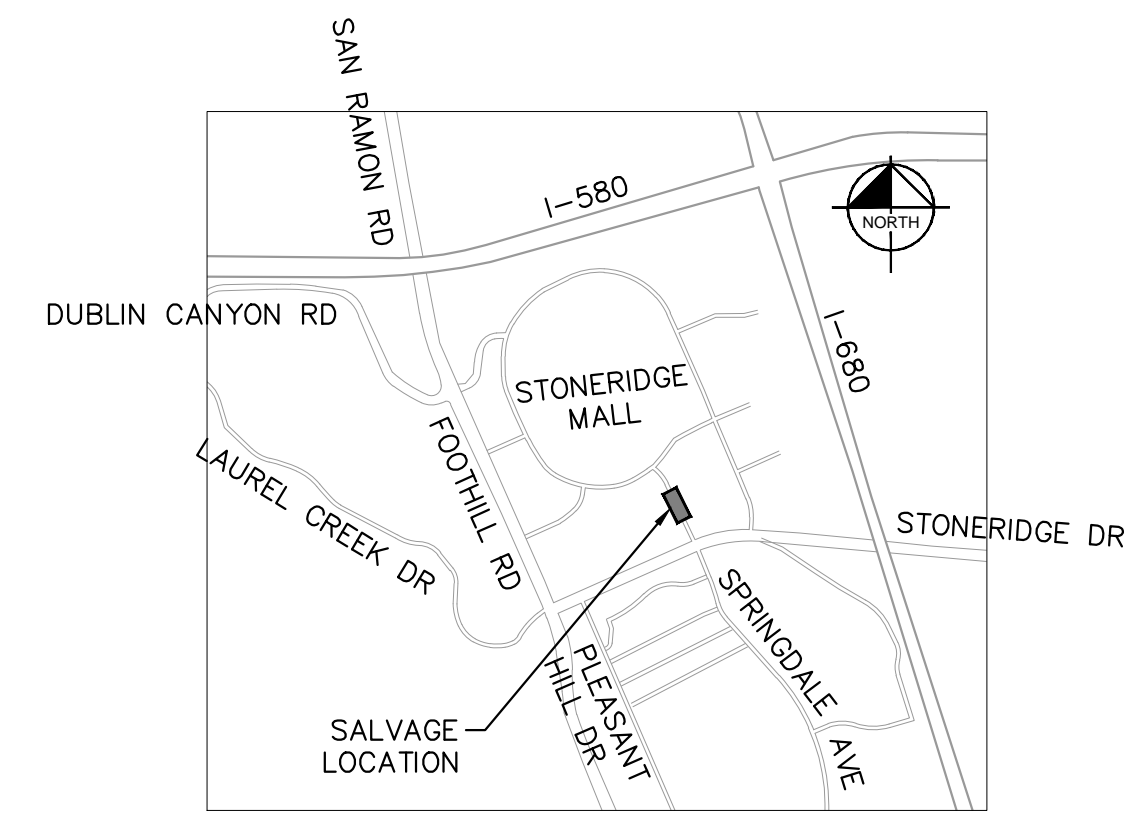 SAN RAMON RD
I-580
NORTH
DUBLIN CANYON RD
I-680
STONERIDGE
MALL
FOOTHILL RD
LAUREL CREEK DR
STONERIDGE DR
SPRINGDALE
AVE
PLEASANT
HILL DR
SALVAGE
LOCATION